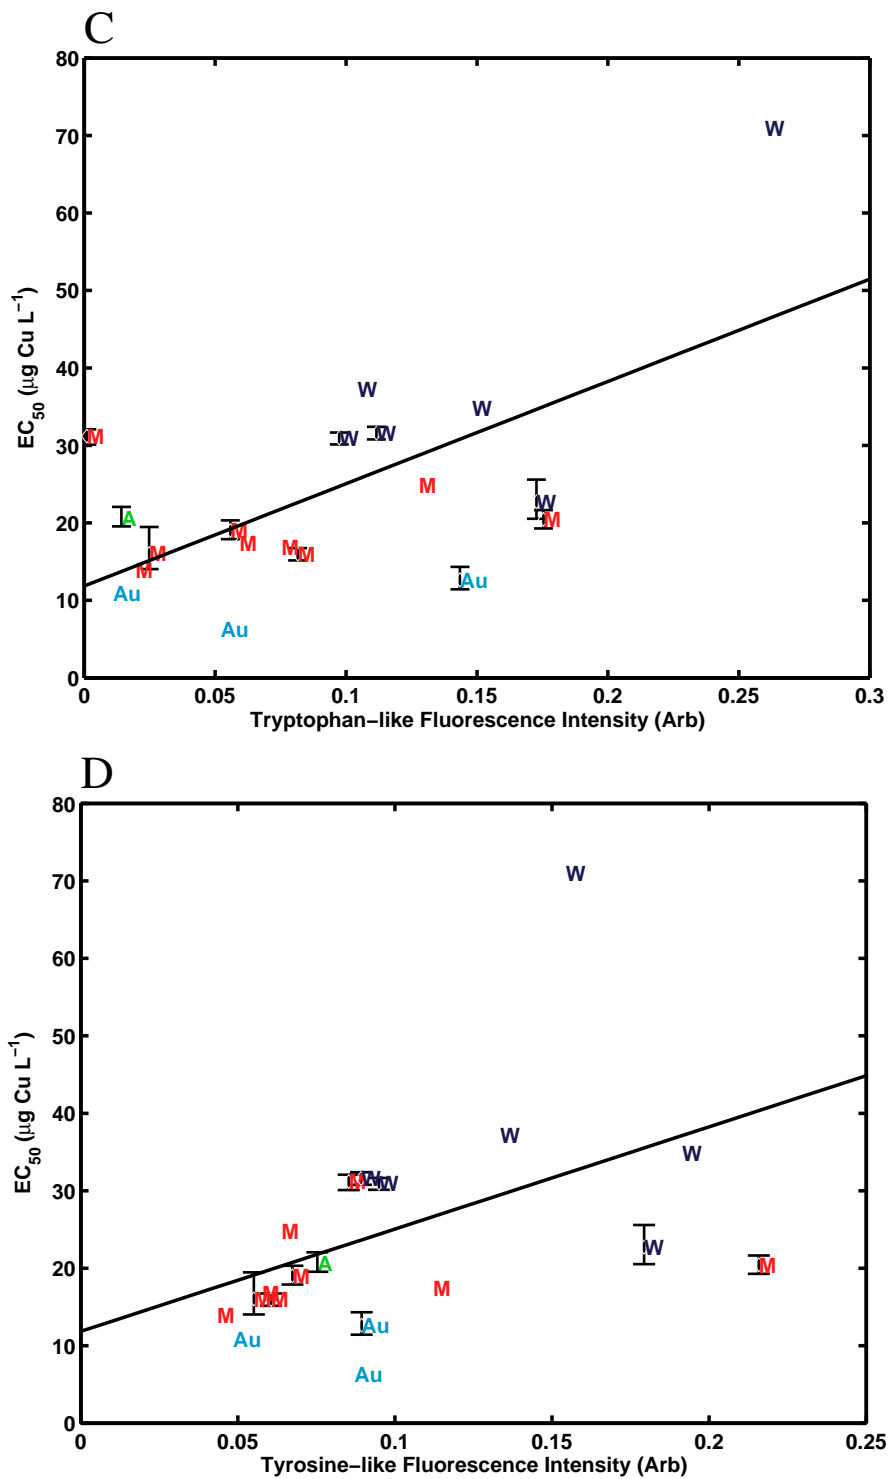 C
80
70
60
50
40
30
20
10
0
EC50 (μg Cu L−1)
W
W
W
W
W
M
M
W
A
M
M
M
M
M
M
M
M
Au
Au
Au
0 0.05 0.1 0.15 0.2 0.25 0.3
Tryptophan−like Fluorescence Intensity (Arb)
D
80
70
60
50
40
30
20
10
0
EC50 (μg Cu L−1)
W
W
W
M W W
M
W
A
M
M
M
M M M
M
Au
Au
Au
0 0.05 0.1 0.15 0.2 0.25
Tyrosine−like Fluorescence Intensity (Arb)